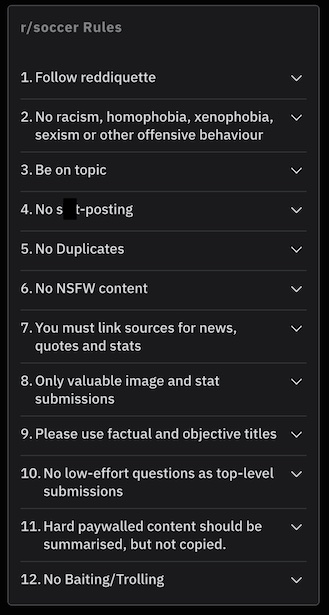 r/soccer Rules
1. Follow reddiquette
2. No racism, homophobia, xenophobia,
sexism or other offensive behaviour
3. Be on topic
4. No s t-posting
5. No Duplicates
6. No NSFW content
7. You must link sources for news,
quotes and stats
8. Only valuable image and stat
submissions
9. Please use factual and objective titles
10. No low-effort questions as top-level
submissions
11. Hard paywalled content should be
summarised, but not copied.
12. No Baiting/Trolling